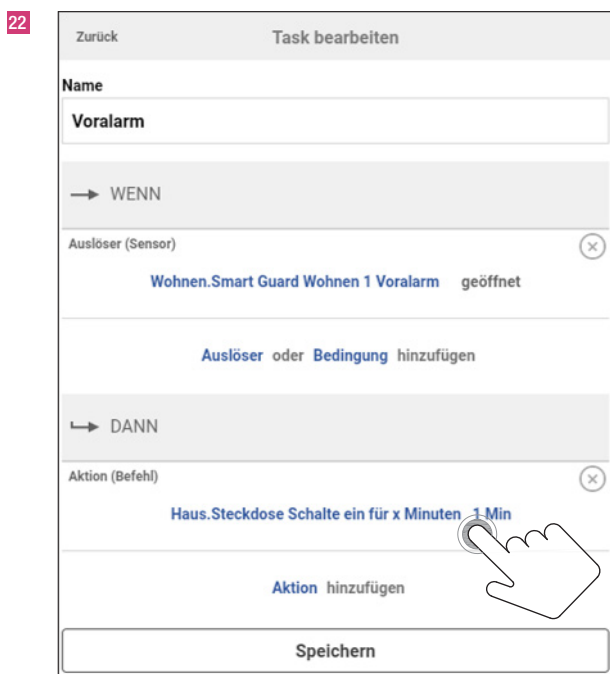 22
Zurück Task bearbeiten
Name
Voralarm
WENN
Auslöser (Sensor)
Wohnen.Smart Guard Wohnen 1 Voralarm geöffnet
Auslöser oder Bedingung hinzufügen
DANN
Aktion (Befehl)
Haus.Steckdose Schalte ein für x Minuten 1 Min
Aktion hinzufügen
Speichern